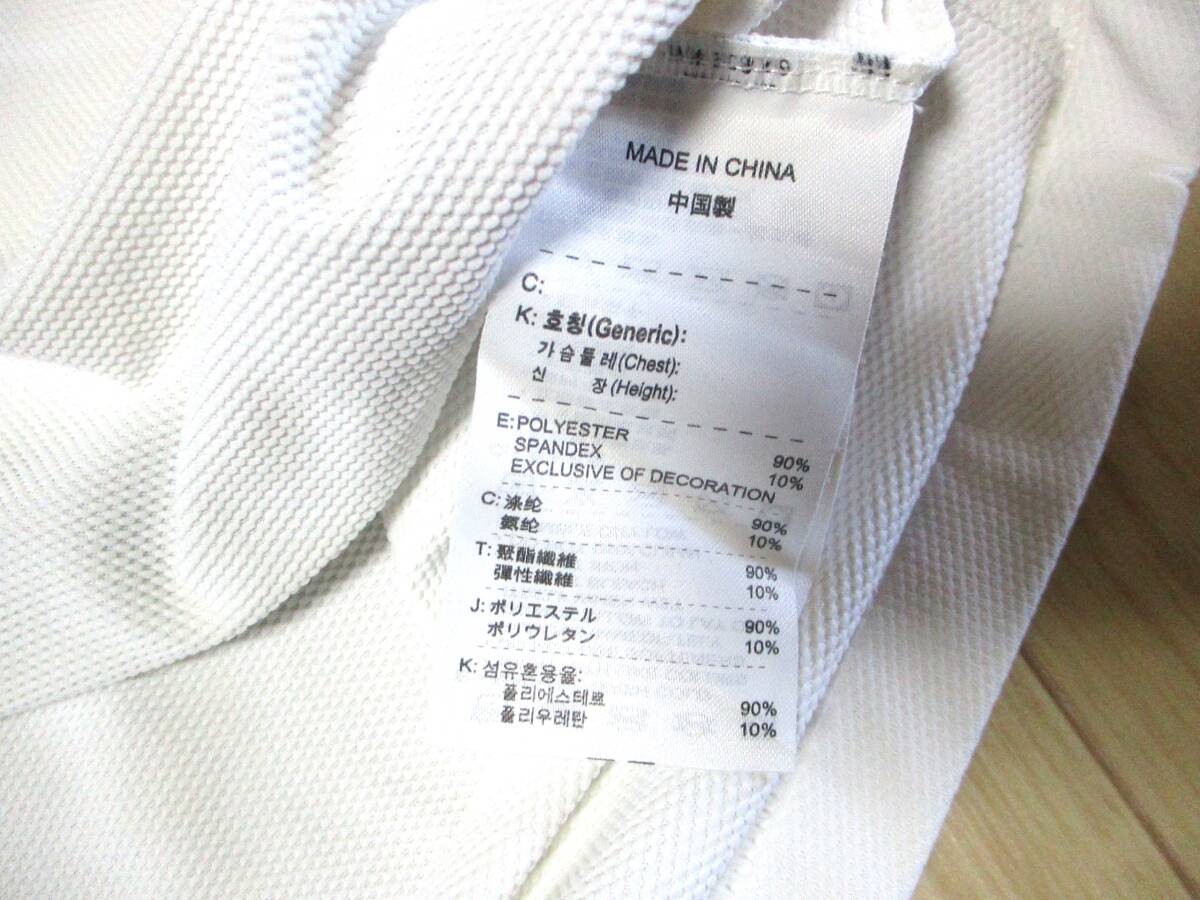 MADE IN CHINA
中国製
C:
K: 호칭(Generic):
가슴둘레(Chest):
신 장(Height):
E:POLYESTER 90%
SPANDEX 10%
EXCLUSIVE OF DECORATION
C: 涤纶 90%
氨纶 10%
T: 聚酯纖維 90%
彈性纖維 10%
J: ポリエステル 90%
ポリウレタン 10%
K: 섬유혼용율:
폴리에스테르 90%
폴리우레탄 10%